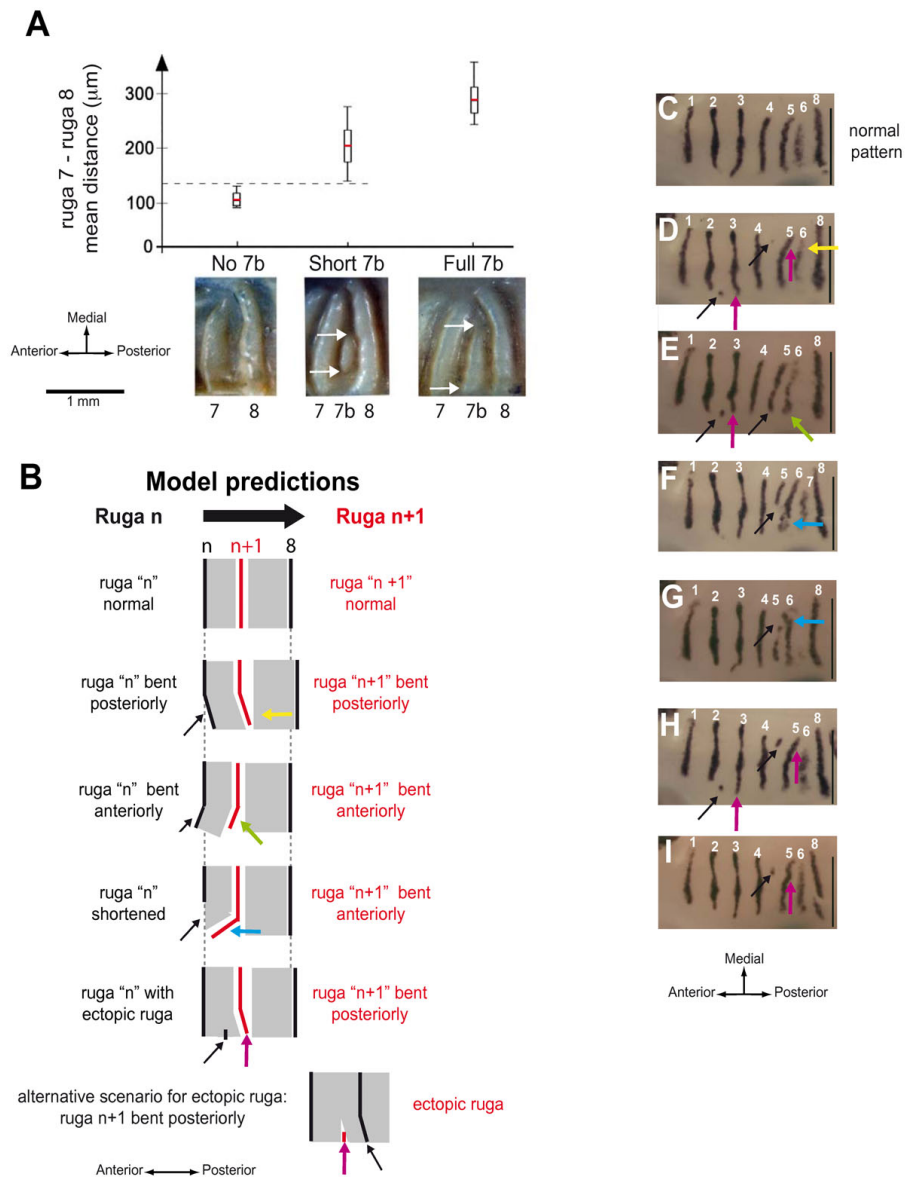 A
ruga 7 - ruga 8
mean distance (µm)
300
200
100
0
No 7b
Short 7b
Full 7b
Medial
Anterior
Posterior
1 mm
7 8
7 7b 8
7 7b 8
B
Model predictions
Ruga n
Ruga n+1
n n+1 8
ruga “n”
normal
ruga “n +1”
normal
ruga “n” bent
posteriorly
ruga “n+1” bent
posteriorly
ruga “n” bent
anteriorly
ruga “n+1” bent
anteriorly
ruga “n”
shortened
ruga “n+1” bent
anteriorly
ruga “n” with
ectopic ruga
ruga “n+1” bent
posteriorly
alternative scenario for ectopic ruga:
ruga n+1 bent posteriorly
ectopic ruga
Anterior
Posterior
C
1 2 3 4 5 6 8
normal
pattern
D
1 2 3 4 5 6 8
E
1 2 3 4 5 6 8
F
1 2 3 4 5 6 7 8
G
1 2 3 4 5 6 8
H
1 2 3 4 5 6 8
I
1 2 3 4 5 6 8
Medial
Anterior
Posterior